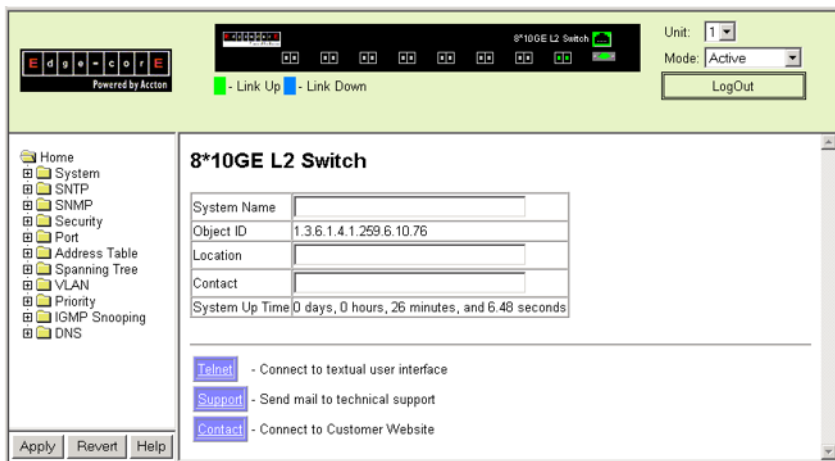 Edge-corE
Powered by Accton
8*10GE L2 Switch
- Link Up - Link Down
Unit: 1
Mode: Active
LogOut
Home
System
SNTP
SNMP
Security
Port
Address Table
Spanning Tree
VLAN
Priority
IGMP Snooping
DNS
Apply Revert Help
8*10GE L2 Switch
System Name
Object ID 1.3.6.1.4.1.259.6.10.76
Location
Contact
System Up Time 0 days, 0 hours, 26 minutes, and 6.48 seconds
Telnet - Connect to textual user interface
Support - Send mail to technical support
Contact - Connect to Customer Website